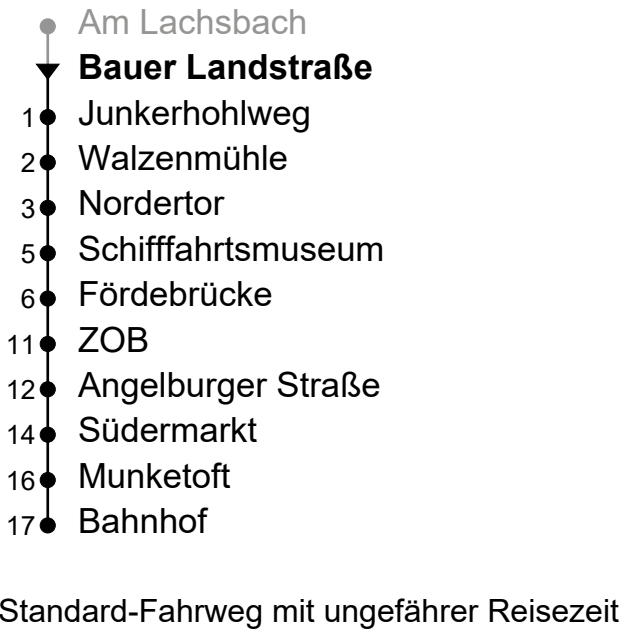 Am Lachsbach
Bauer Landstraße
1 Junkerhohlweg
2 Walzenmühle
3 Nordertor
5 Schifffahrtsmuseum
6 Fördebrücke
11 ZOB
12 Angelburger Straße
14 Südermarkt
16 Munketoft
17 Bahnhof
Standard-Fahrweg mit ungefährer Reisezeit